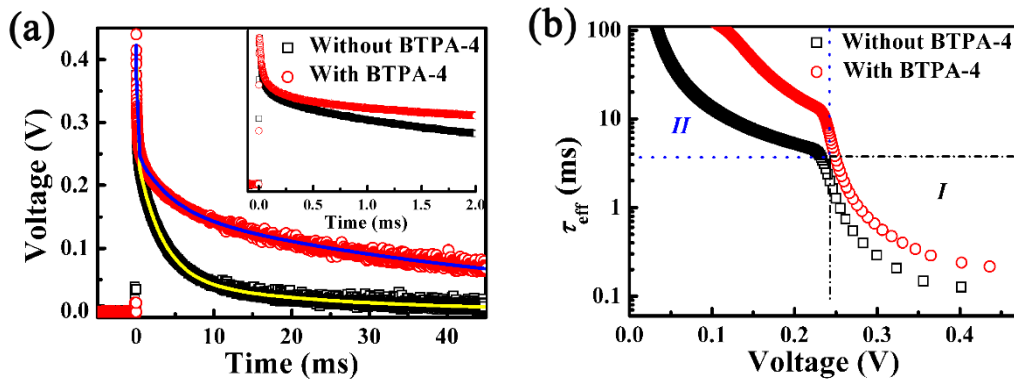 (a)
Voltage (V)
0.4
0.3
0.2
0.1
0.0
0
10
20
30
40
Time (ms)
Without BTPA-4
With BTPA-4
0.0
0.5
1.0
1.5
2.0
Time (ms)
(b)
τeff (ms)
100
10
1
0.1
0.0
0.1
0.2
0.3
0.4
Voltage (V)
Without BTPA-4
With BTPA-4
II
I